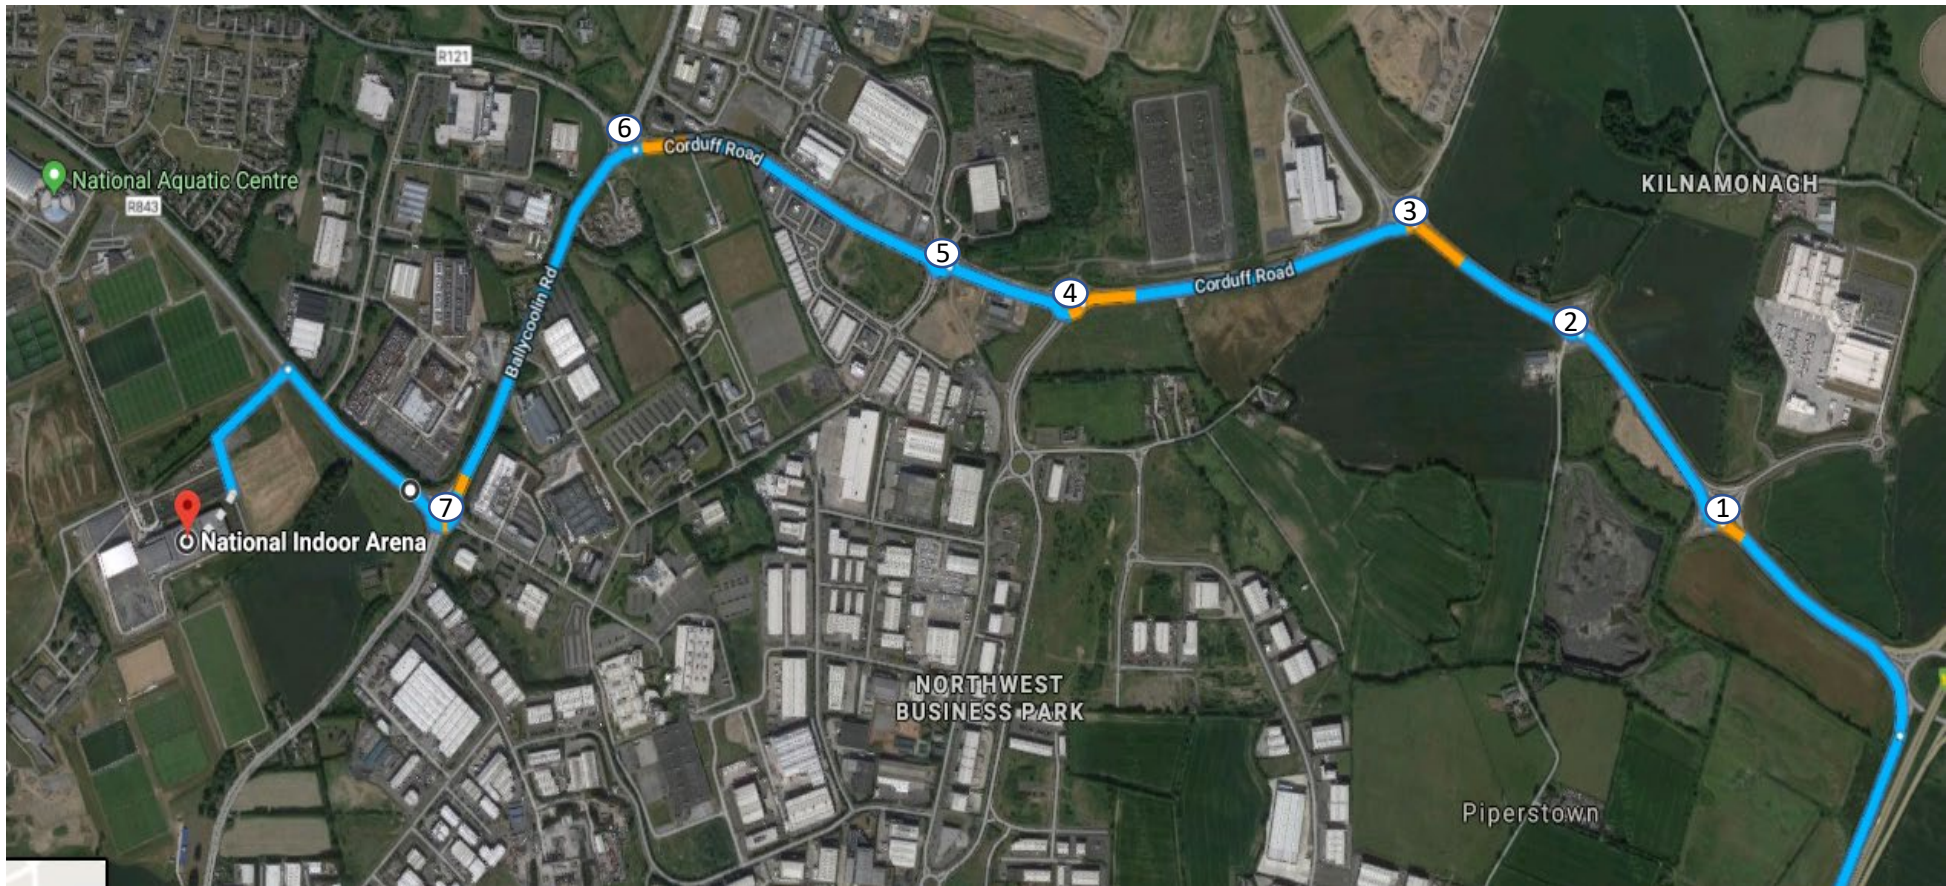 R121
6
Corduff Road
National Aquatic Centre
R843
3
KILNAMONAGH
5
4
Corduff Road
2
Ballycoolin Rd
7
1
National Indoor Arena
NORTHWEST
BUSINESS PARK
Piperstown